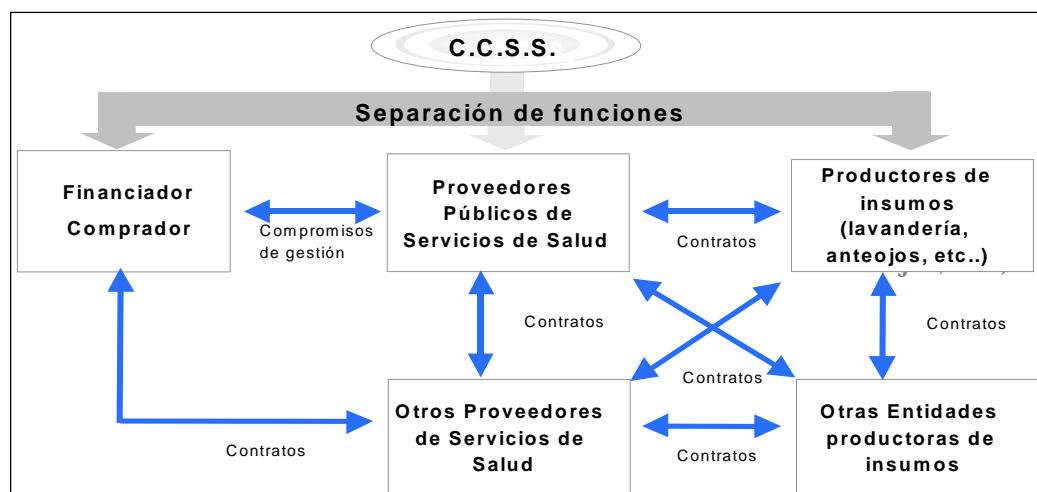 C.C.S.S.
Separación de funciones
Financiador
Comprador
Compromisos
de gestión
Proveedores
Públicos de
Servicios de Salud
Contratos
Productores de
insumos
(lavandería,
anteojos, etc..)
Contratos
Contratos
Contratos
Contratos
Otros Proveedores
de Servicios de
Salud
Contratos
Otras Entidades
productoras de
insumos